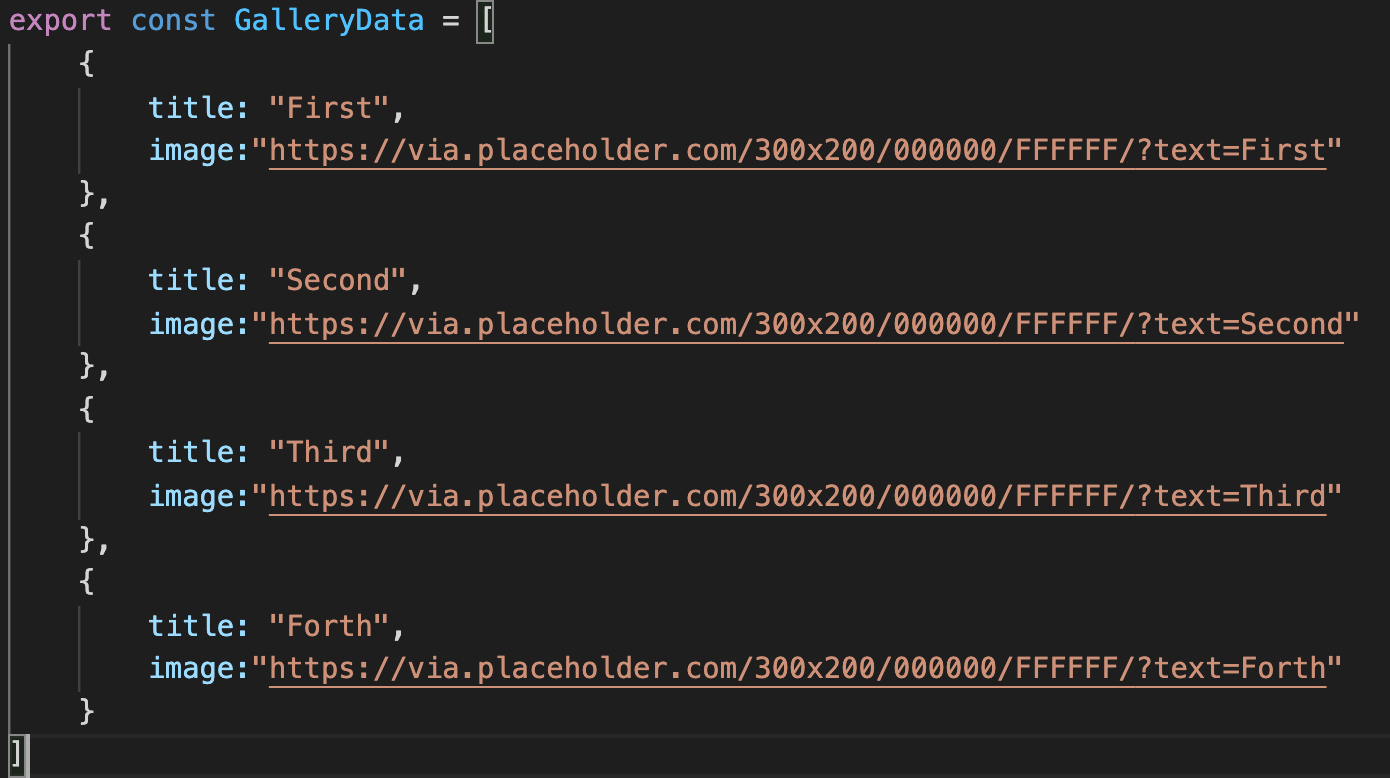 export const GalleryData = [
    {
        title: "First",
        image:"https://via.placeholder.com/300x200/000000/FFFFFF/?text=First"
    },
    {
        title: "Second",
        image:"https://via.placeholder.com/300x200/000000/FFFFFF/?text=Second"
    },
    {
        title: "Third",
        image:"https://via.placeholder.com/300x200/000000/FFFFFF/?text=Third"
    },
    {
        title: "Forth",
        image:"https://via.placeholder.com/300x200/000000/FFFFFF/?text=Forth"
    }
]